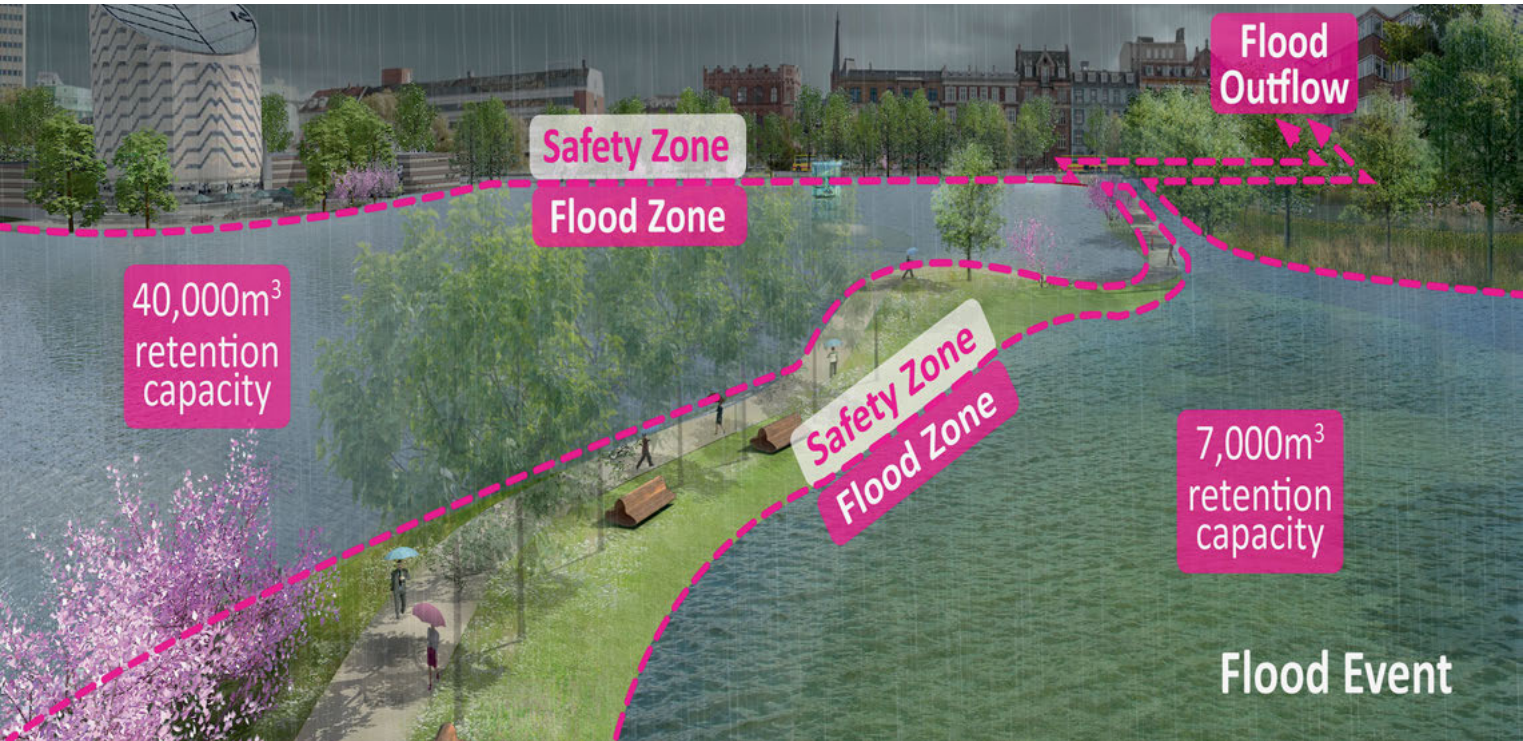 Flood
Outflow
Safety Zone
Flood Zone
40,000m³
retention
capacity
Safety Zone
Flood Zone
7,000m³
retention
capacity
Flood Event